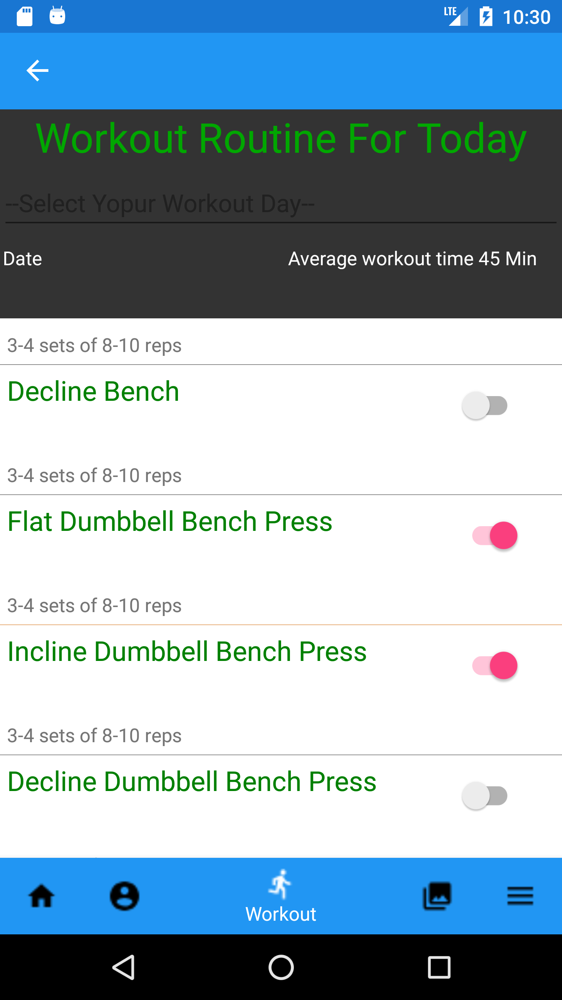 LTE 10:30
Workout Routine For Today
--Select Yopur Workout Day--
Date Average workout time 45 Min
3-4 sets of 8-10 reps
Decline Bench
3-4 sets of 8-10 reps
Flat Dumbbell Bench Press
3-4 sets of 8-10 reps
Incline Dumbbell Bench Press
3-4 sets of 8-10 reps
Decline Dumbbell Bench Press
Workout